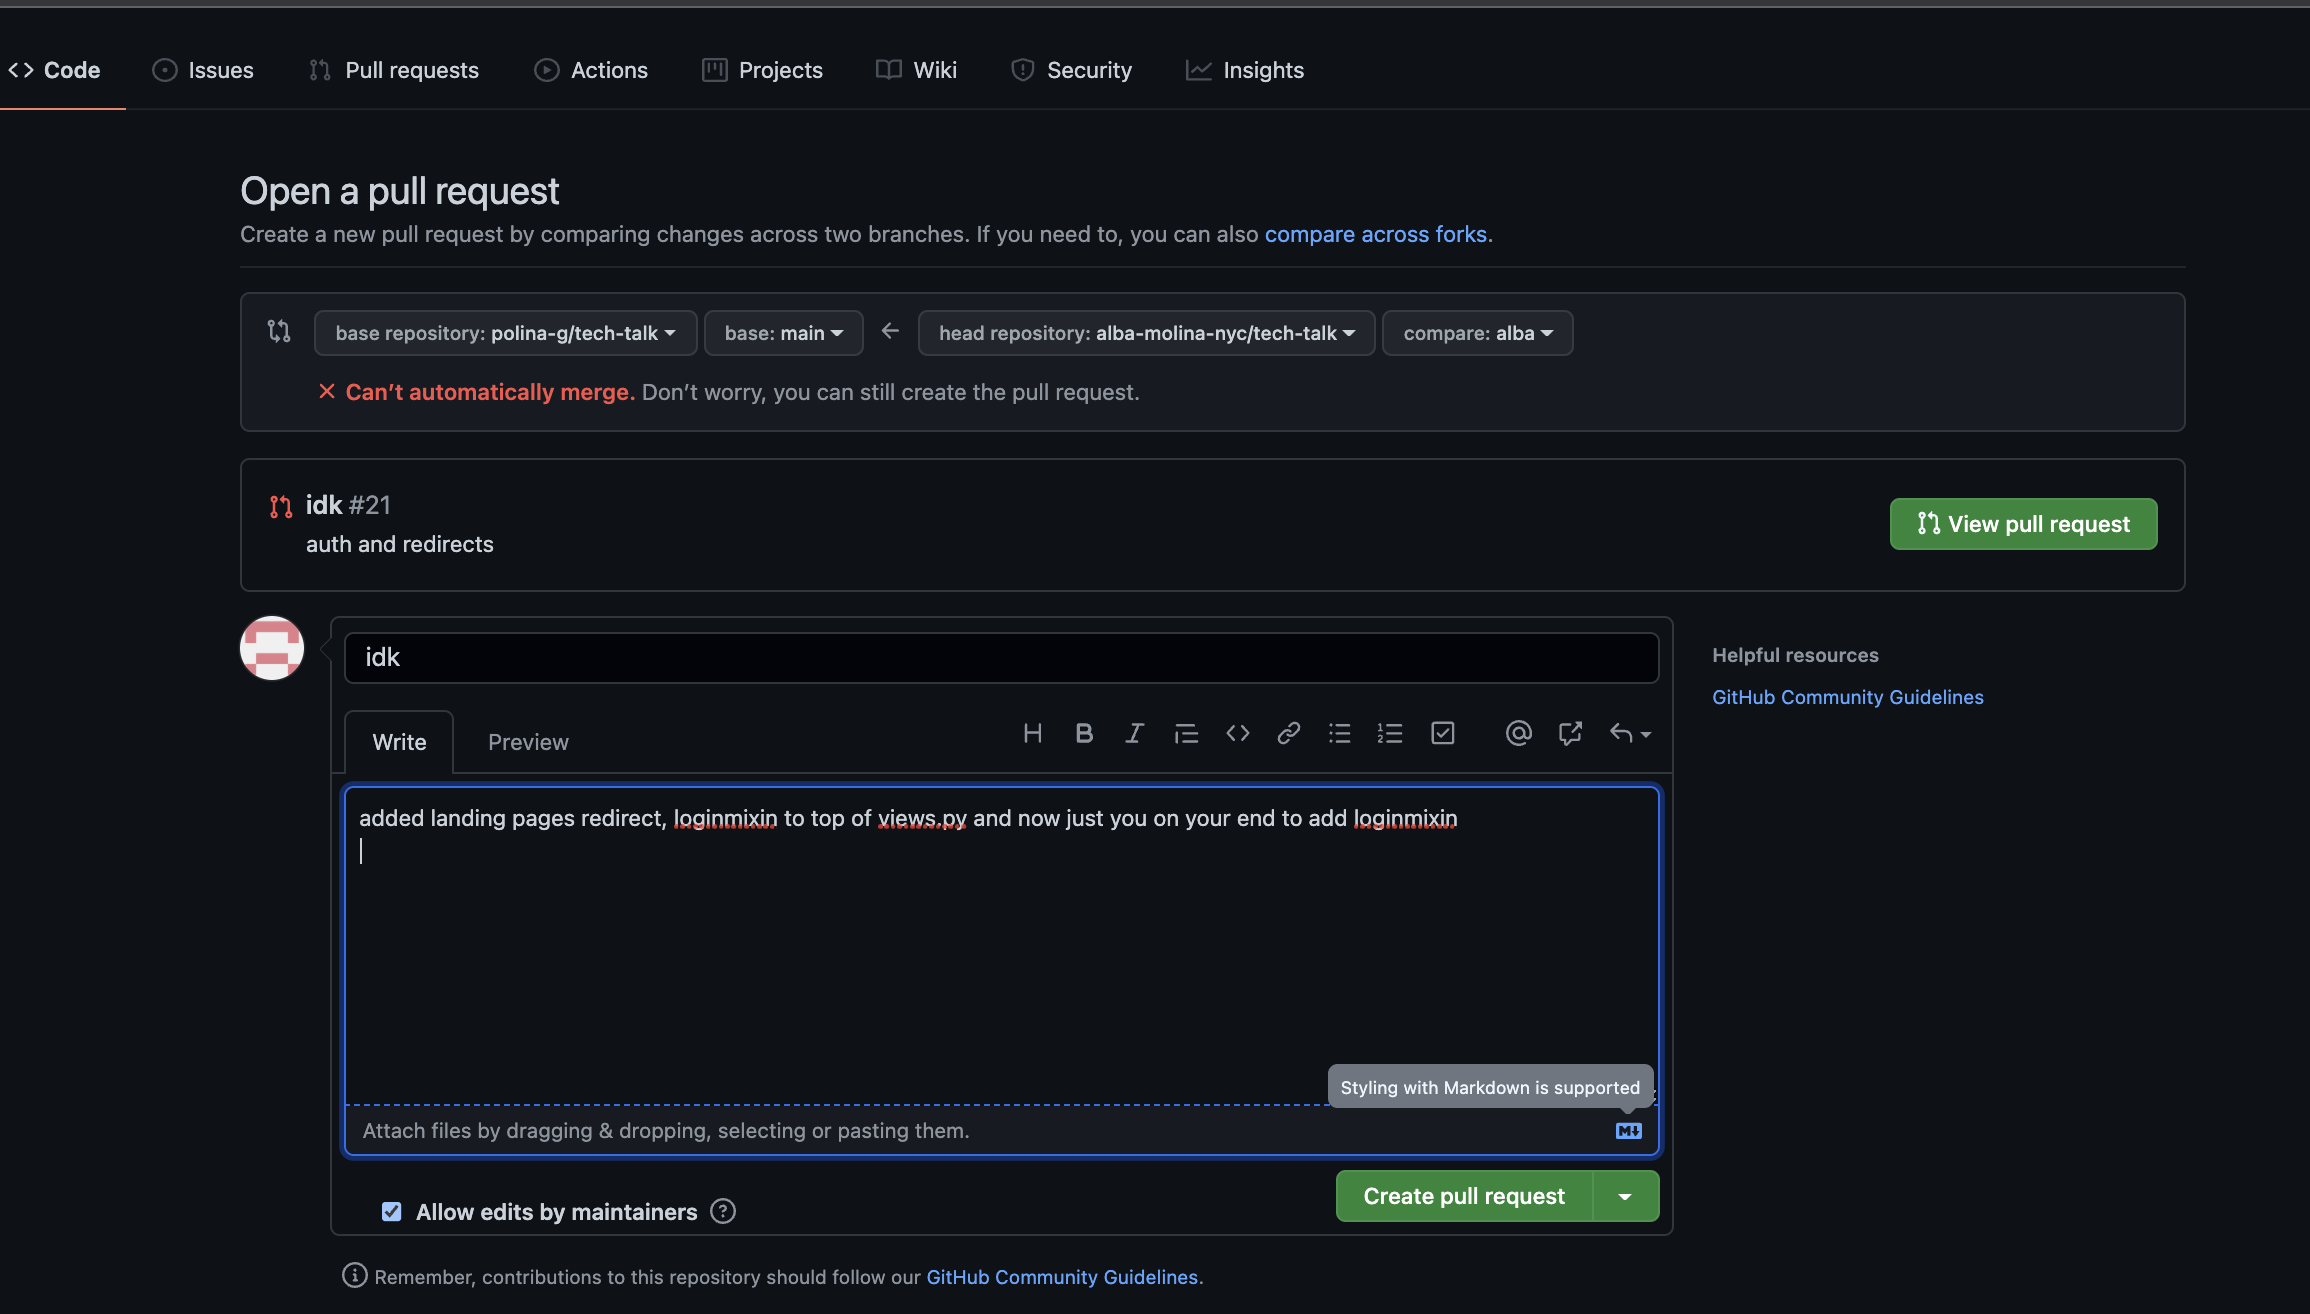 Code Issues Pull requests Actions Projects Wiki Security Insights
Open a pull request
Create a new pull request by comparing changes across two branches. If you need to, you can also compare across forks.
base repository: polina-g/tech-talk base: main ← head repository: alba-molina-nyc/tech-talk compare: alba
Can’t automatically merge. Don’t worry, you can still create the pull request.
idk #21
auth and redirects
View pull request
idk
Helpful resources
GitHub Community Guidelines
Write Preview
added landing pages redirect, loginmixin to top of views.py and now just you on your end to add loginmixin
Styling with Markdown is supported
Attach files by dragging & dropping, selecting or pasting them.
Allow edits by maintainers
Create pull request
Remember, contributions to this repository should follow our GitHub Community Guidelines.